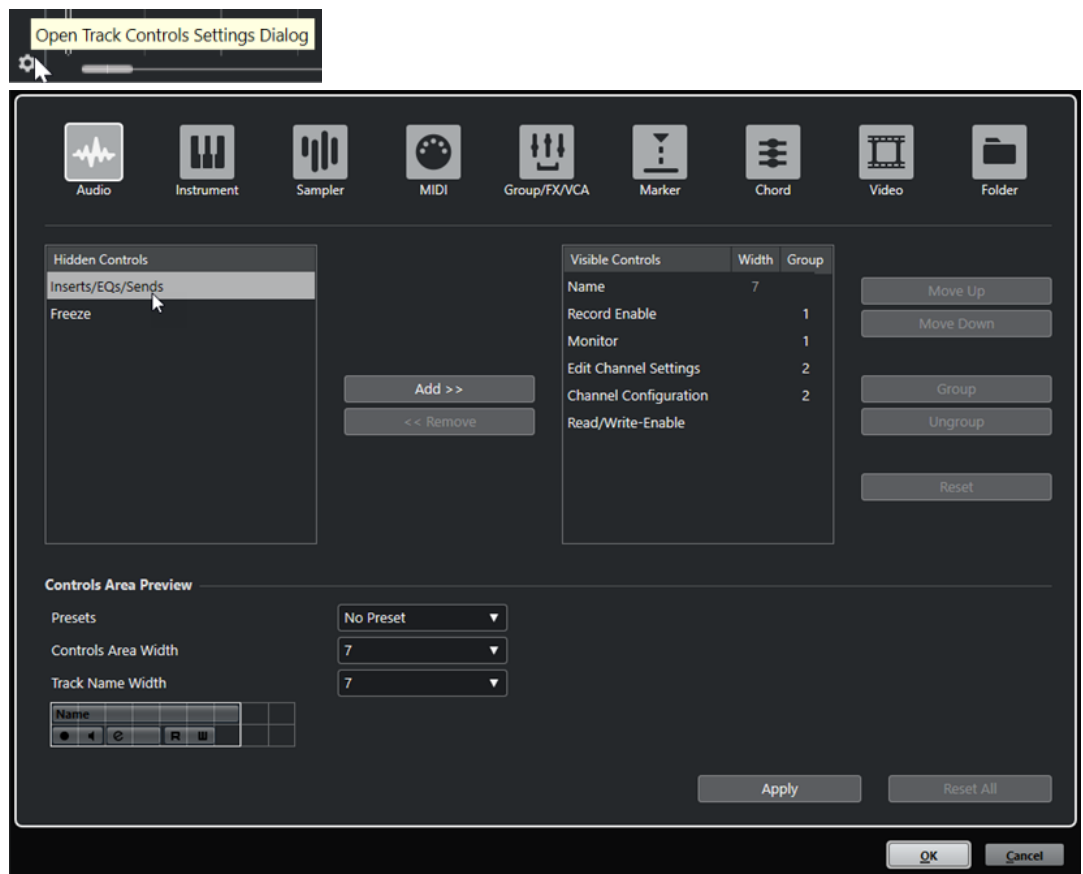 Open Track Controls Settings Dialog
Audio Instrument Sampler MIDI Group/FX/VCA Marker Chord Video Folder
Hidden Controls
Inserts/EQs/Sends
Freeze
Add >>
<< Remove
Visible Controls Width Group
Name 7
Record Enable 1
Monitor 1
Edit Channel Settings 2
Channel Configuration 2
Read/Write-Enable
Move Up
Move Down
Group
Ungroup
Reset
Controls Area Preview
Presets No Preset
Controls Area Width 7
Track Name Width 7
Name
e R W
Apply Reset All
OK Cancel